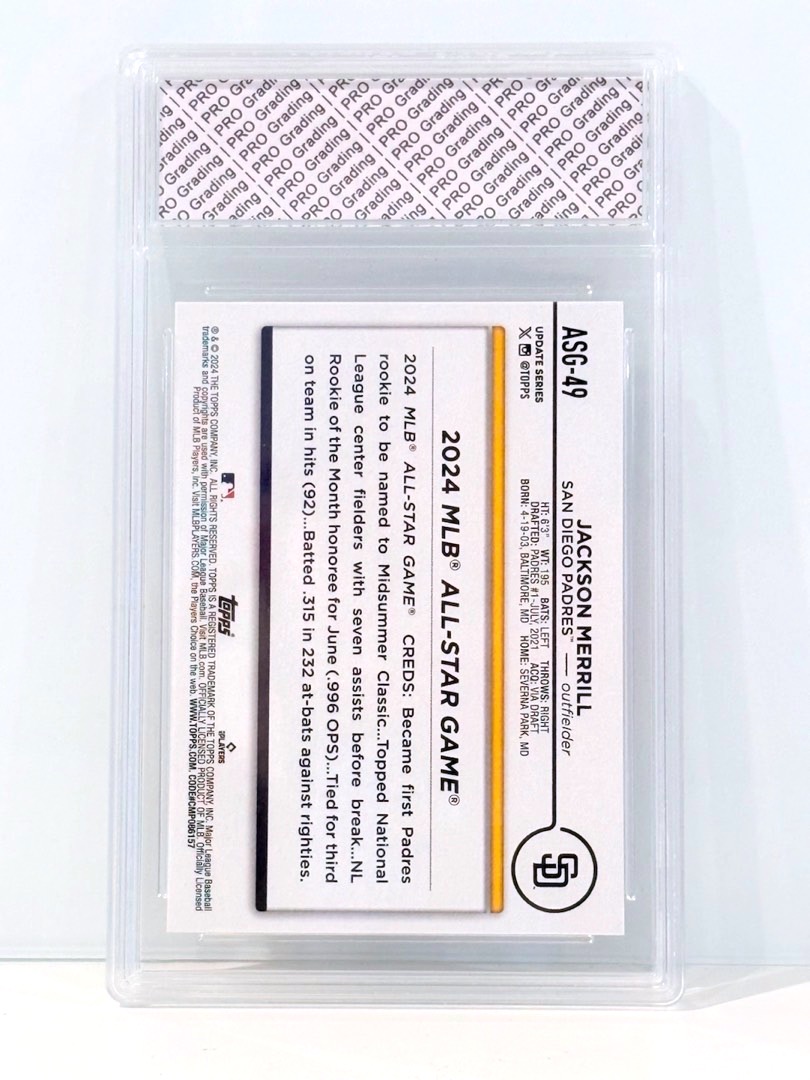 PRO Grading
ASG-49
UPDATE SERIES
X @TOPPS
JACKSON MERRILL
SAN DIEGO PADRES™ — outfielder
HT: 6'3" WT: 195 BATS: LEFT THROWS: RIGHT
DRAFTED: PADRES #1-JULY, 2021 ACQ: VIA DRAFT
BORN: 4-19-03, BALTIMORE, MD HOME: SEVERNA PARK, MD
SD
2024 MLB® ALL-STAR GAME®
2024 MLB® ALL-STAR GAME® CREDS: Became first Padres
rookie to be named to Midsummer Classic...Topped National
League center fielders with seven assists before break...NL
Rookie of the Month honoree for June (.996 OPS)...Tied for third
on team in hits (92)...Batted .315 in 232 at-bats against righties.
topps®
PLAYERS
® & © 2024 THE TOPPS COMPANY, INC. ALL RIGHTS RESERVED. TOPPS IS A REGISTERED TRADEMARK OF THE TOPPS COMPANY, INC. Major League Baseball
trademarks and copyrights are used with permission of Major League Baseball. Visit MLB.com. OFFICIALLY LICENSED PRODUCT OF MLB. Officially Licensed
Product of MLB Players, Inc. Visit MLBPLAYERS.COM, the Players Choice on the web. WWW.TOPPS.COM. CODE#CMP086157